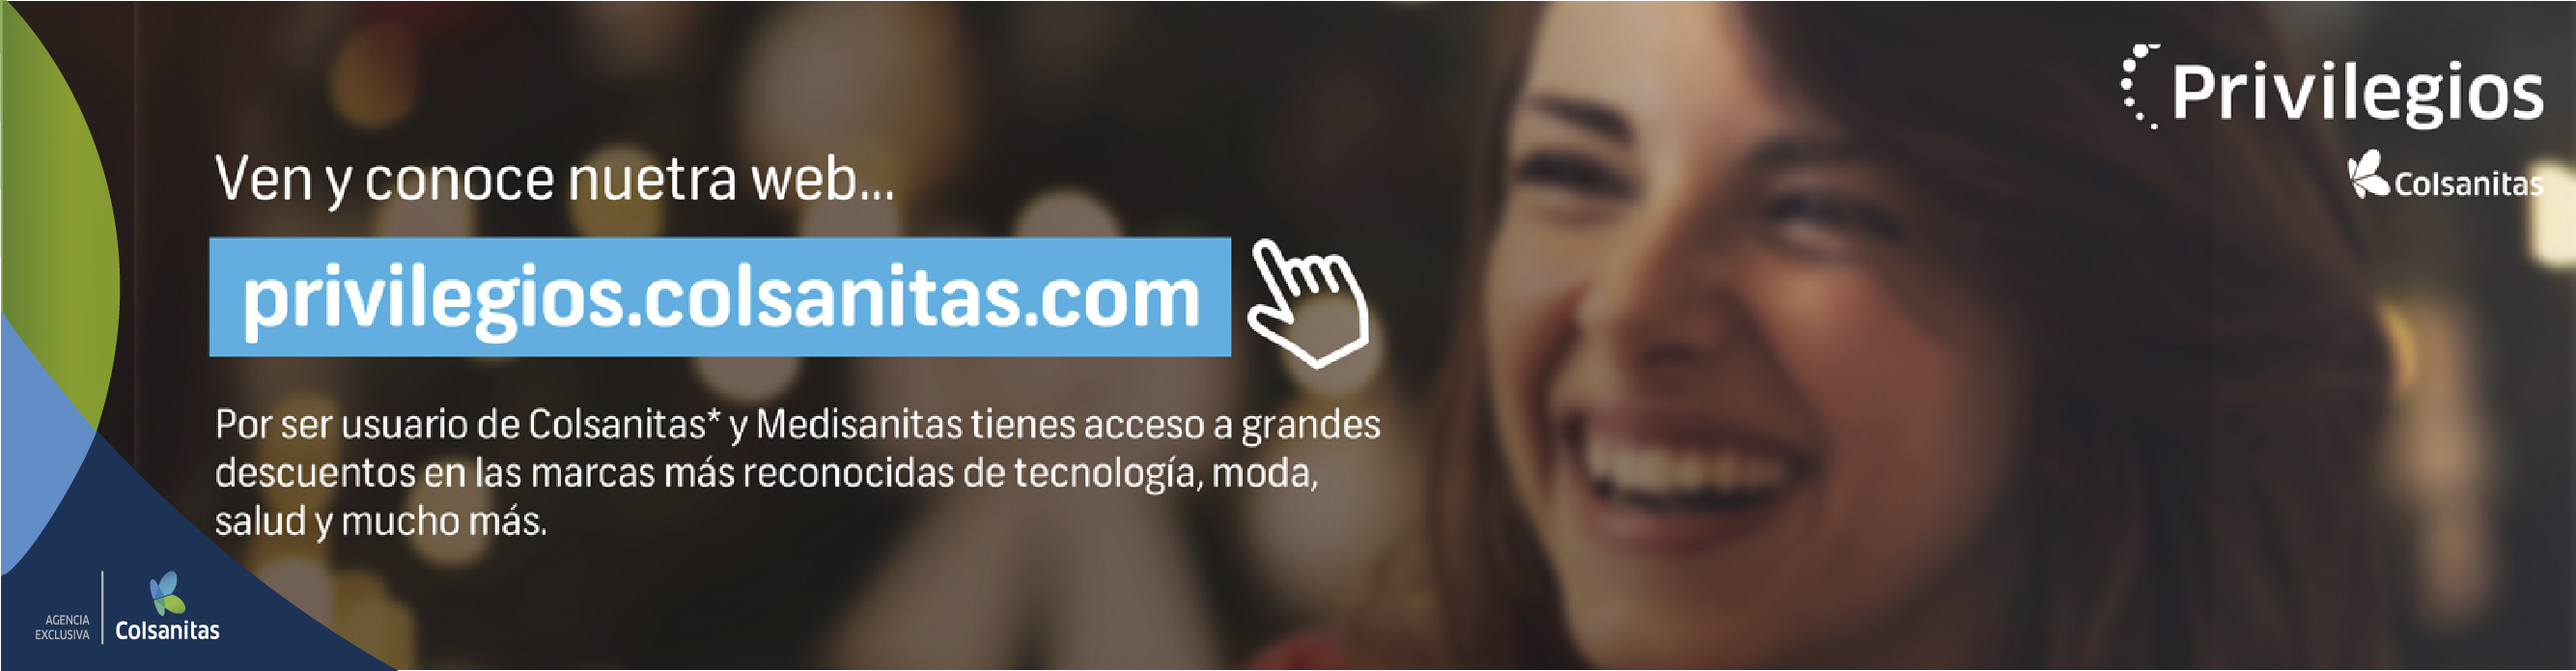 Privilegios
Colsanitas
Ven y conoce nuetra web...
privilegios.colsanitas.com
Por ser usuario de Colsanitas* y Medisanitas tienes acceso a grandes
descuentos en las marcas más reconocidas de tecnología, moda,
salud y mucho más.
AGENCIA
EXCLUSIVA
Colsanitas